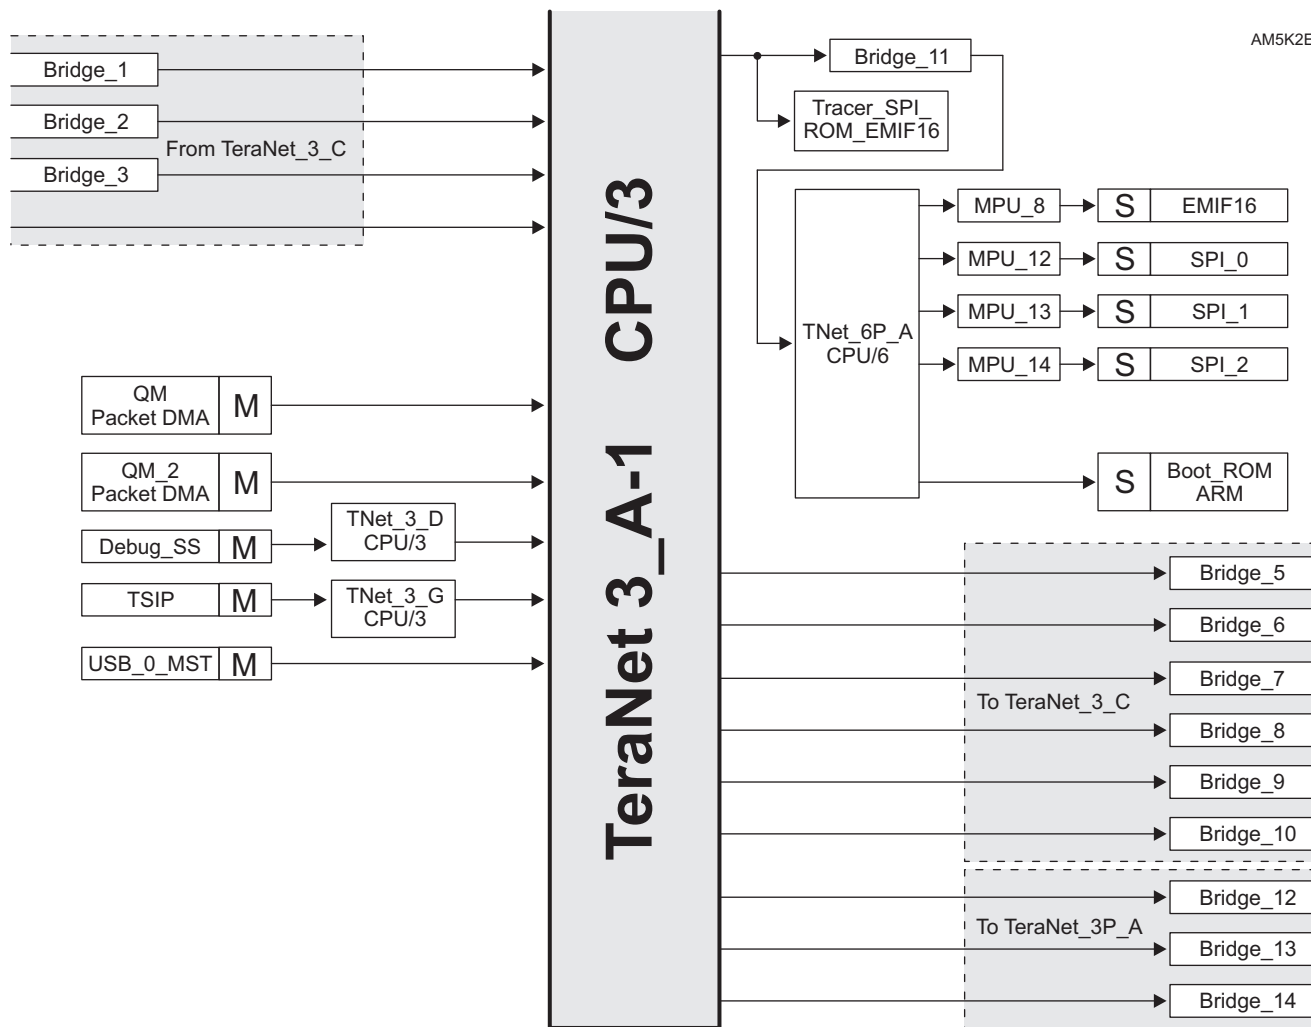 AM5K2E
Bridge_1
Bridge_2
From TeraNet_3_C
Bridge_3
QM
Packet DMA
M
QM_2
Packet DMA
M
Debug_SS
M
TNet_3_D
CPU/3
TSIP
M
TNet_3_G
CPU/3
USB_0_MST
M
TeraNet 3_A-1 CPU/3
Bridge_11
Tracer_SPI_
ROM_EMIF16
TNet_6P_A
CPU/6
MPU_8
S
EMIF16
MPU_12
S
SPI_0
MPU_13
S
SPI_1
MPU_14
S
SPI_2
S
Boot_ROM
ARM
Bridge_5
Bridge_6
Bridge_7
To TeraNet_3_C
Bridge_8
Bridge_9
Bridge_10
Bridge_12
To TeraNet_3P_A
Bridge_13
Bridge_14